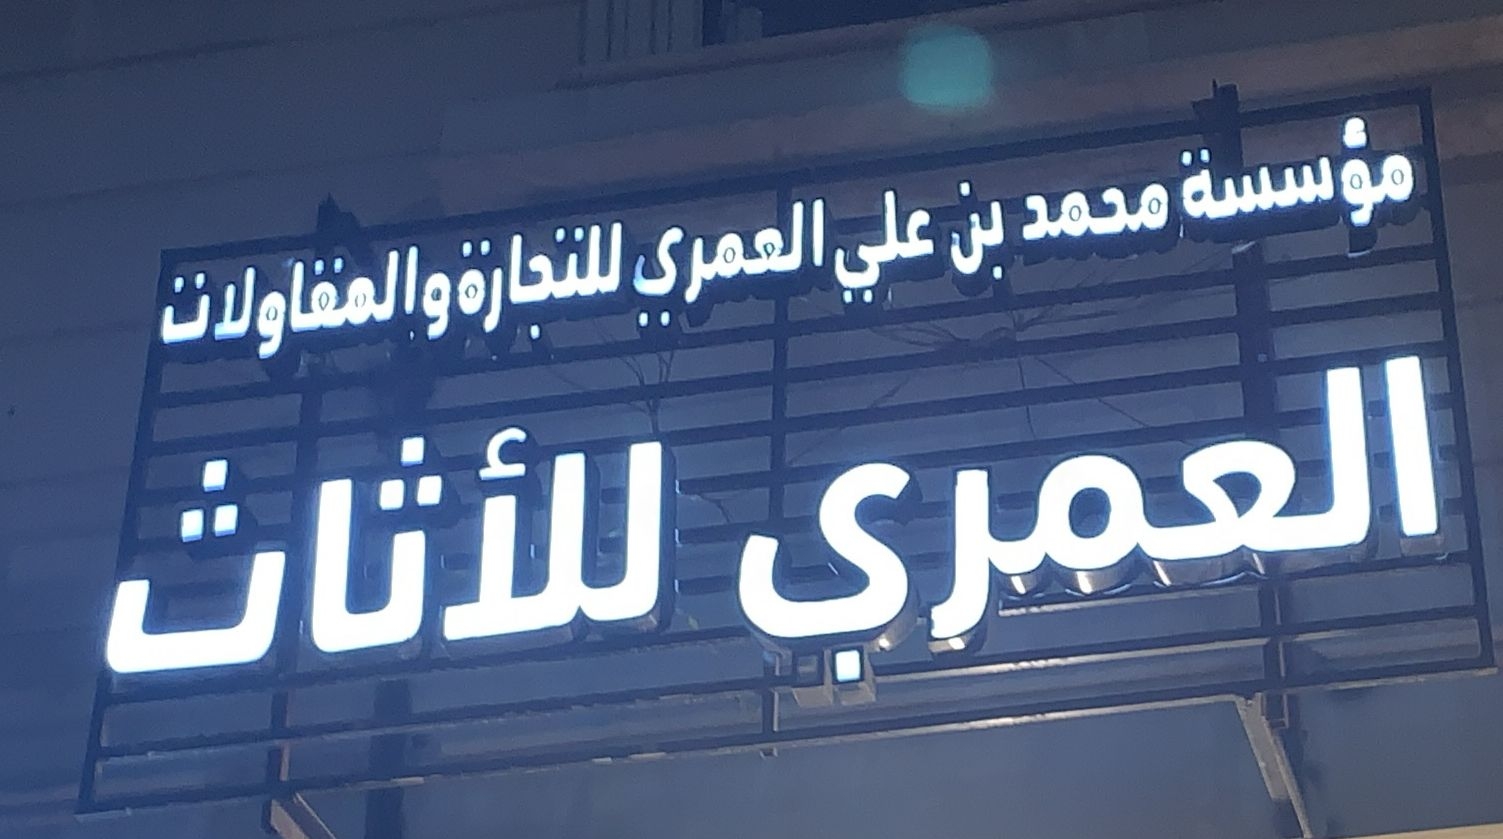 مؤسسة محمد بن علي العمري للتجارة والمقاولات
العمري للأثاث